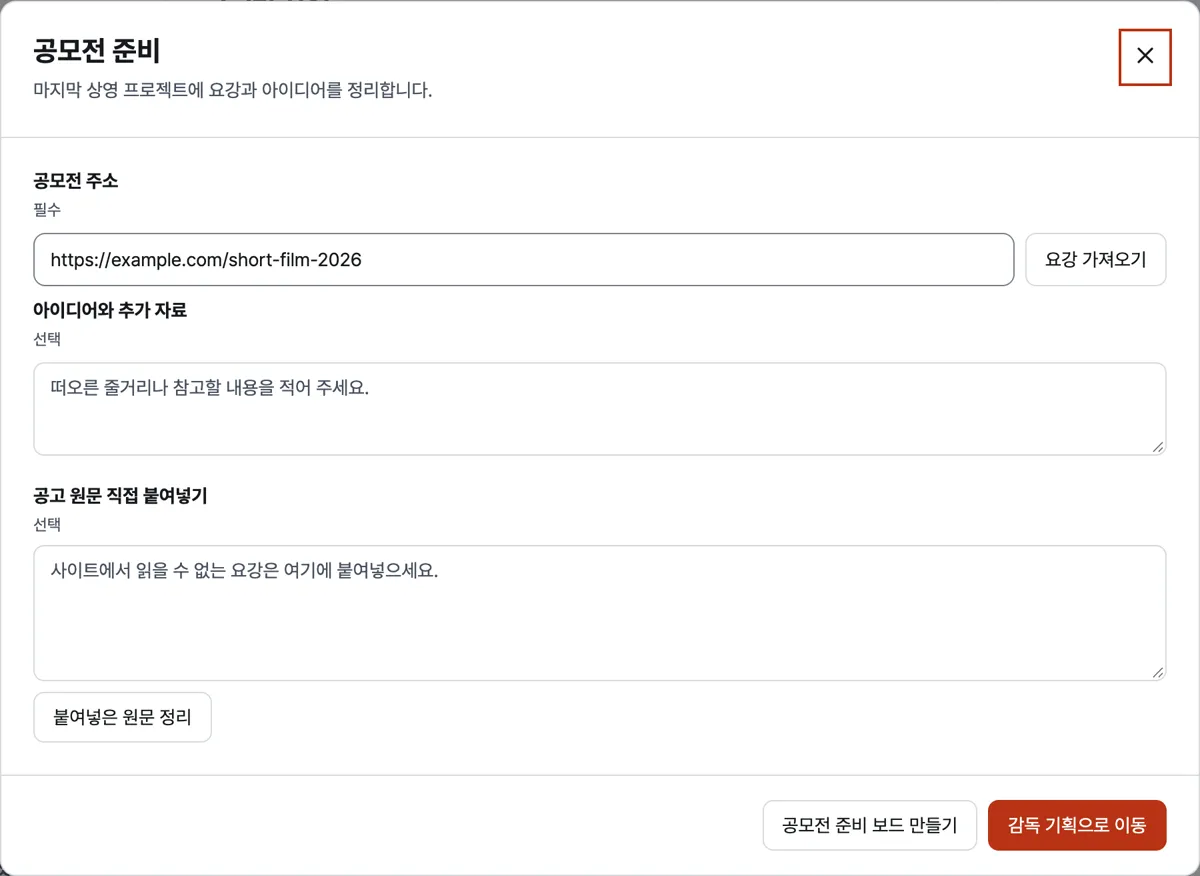 공모전 준비
마지막 상영 프로젝트에 요강과 아이디어를 정리합니다.
공모전 주소
필수
https://example.com/short-film-2026
요강 가져오기
아이디어와 추가 자료
선택
떠오른 줄거리나 참고할 내용을 적어 주세요.
공고 원문 직접 붙여넣기
선택
사이트에서 읽을 수 없는 요강은 여기에 붙여넣으세요.
붙여넣은 원문 정리
공모전 준비 보드 만들기
감독 기획으로 이동